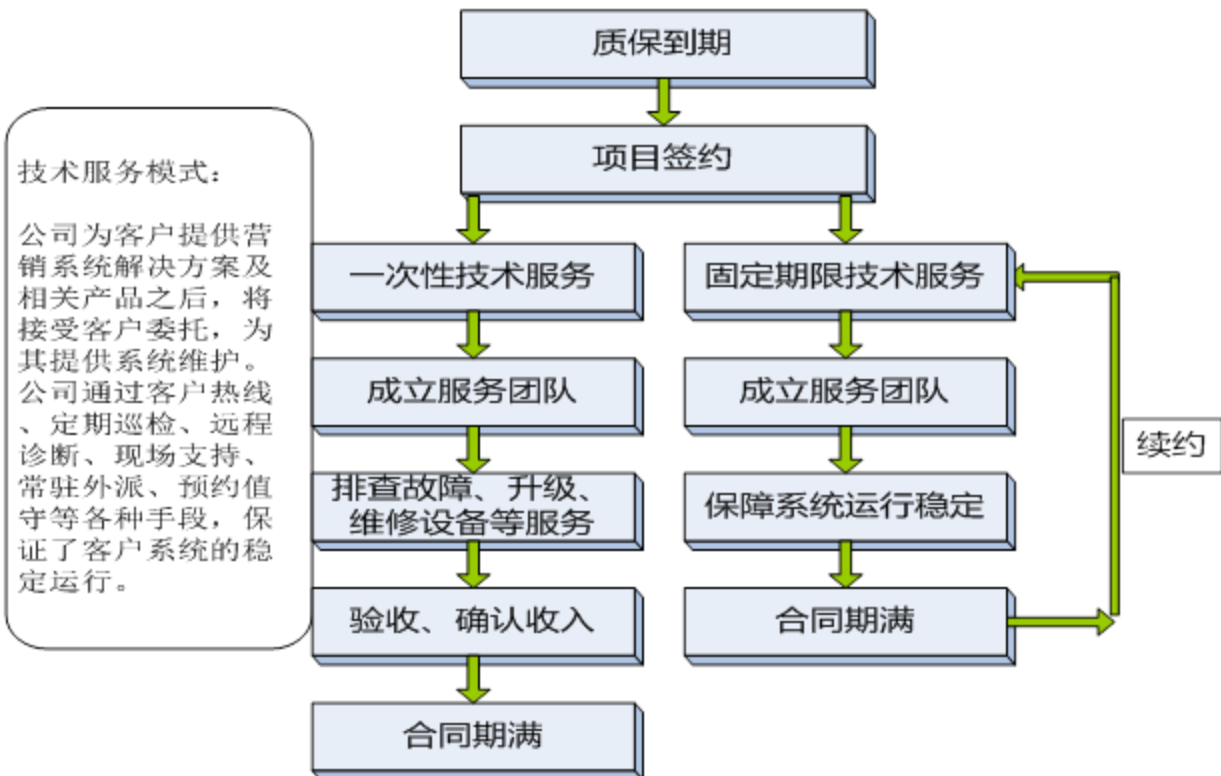 质保到期
项目签约
技术服务模式：
公司为客户提供营
销系统解决方案及
相关产品之后，将
接受客户委托，为
其提供系统维护。
公司通过客户热线
、定期巡检、远程
诊断、现场支持、
常驻外派、预约值
守等各种手段，保
证了客户系统的稳
定运行。
一次性技术服务
成立服务团队
排查故障、升级、
维修设备等服务
验收、确认收入
合同期满
固定期限技术服务
成立服务团队
保障系统运行稳定
合同期满
续约